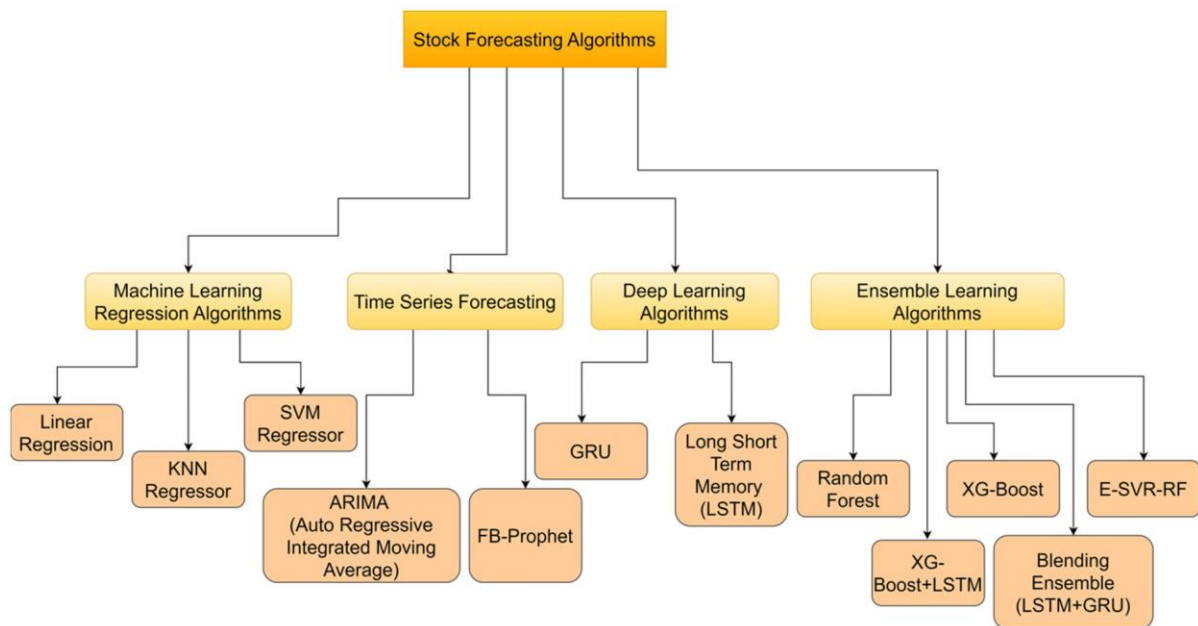 Stock Forecasting Algorithms
Machine Learning
Regression Algorithms
Time Series Forecasting
Deep Learning
Algorithms
Ensemble Learning
Algorithms
Linear
Regression
KNN
Regressor
SVM
Regressor
ARIMA
(Auto Regressive
Integrated Moving
Average)
FB-Prophet
GRU
Long Short
Term
Memory
(LSTM)
Random
Forest
XG-
Boost+LSTM
XG-Boost
Blending
Ensemble
(LSTM+GRU)
E-SVR-RF